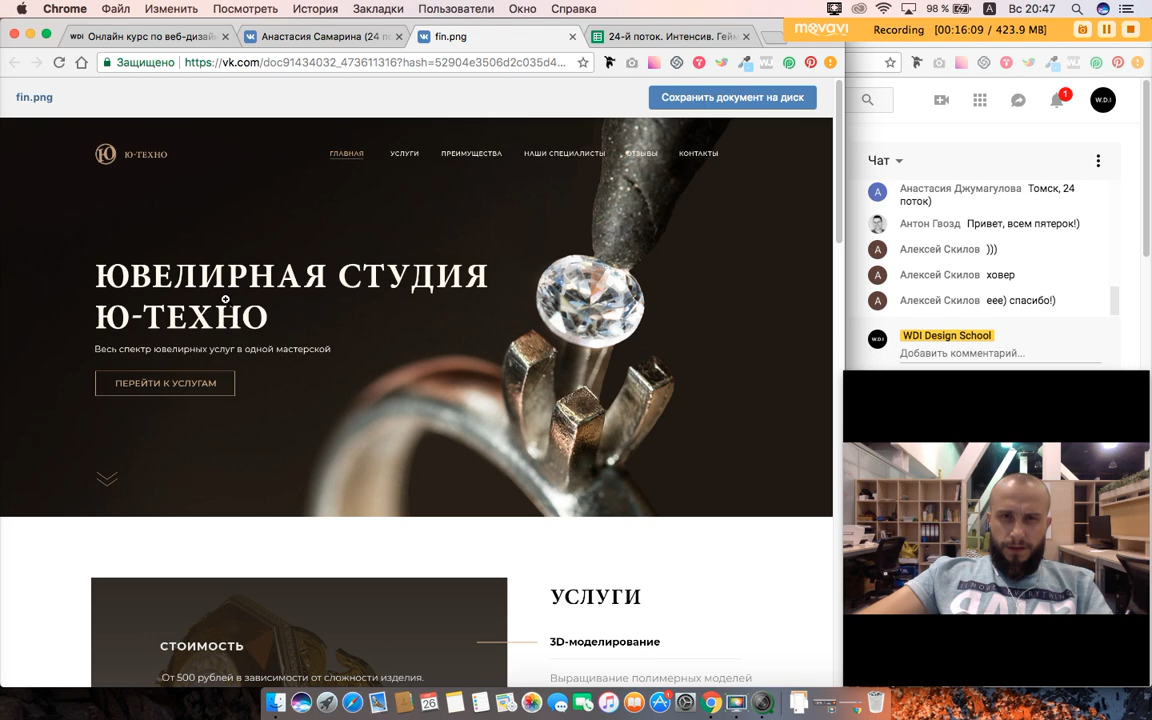 Chrome Файл Изменить Посмотреть История Закладки Пользователи Окно Справка
98 % A Вс 20:47
WDI Онлайн курс по веб-дизайн
Анастасия Самарина (24 п
fin.png
24-й поток. Интенсив. Гейм
movavi
Recording [00:16:09 / 423.9 MB]
Защищено https://vk.com/doc91434032_473611316?hash=52904e3506d2c035d4...
fin.png
Сохранить документ на диск
1
W.D.I
Ю Ю-ТЕХНО
ГЛАВНАЯ УСЛУГИ ПРЕИМУЩЕСТВА НАШИ СПЕЦИАЛИСТЫ ОТЗЫВЫ КОНТАКТЫ
ЮВЕЛИРНАЯ СТУДИЯ
Ю-ТЕХНО
Весь спектр ювелирных услуг в одной мастерской
ПЕРЕЙТИ К УСЛУГАМ
СТОИМОСТЬ
От 500 рублей в зависимости от сложности изделия.
УСЛУГИ
3D-моделирование
Выращивание полимерных моделей
Чат
А Анастасия Джумагулова Томск, 24
поток)
Антон Гвозд Привет, всем пятерок!)
А Алексей Скилов )))
А Алексей Скилов ховер
А Алексей Скилов еее) спасибо!)
W.D.I WDI Design School
Добавить комментарий...
26